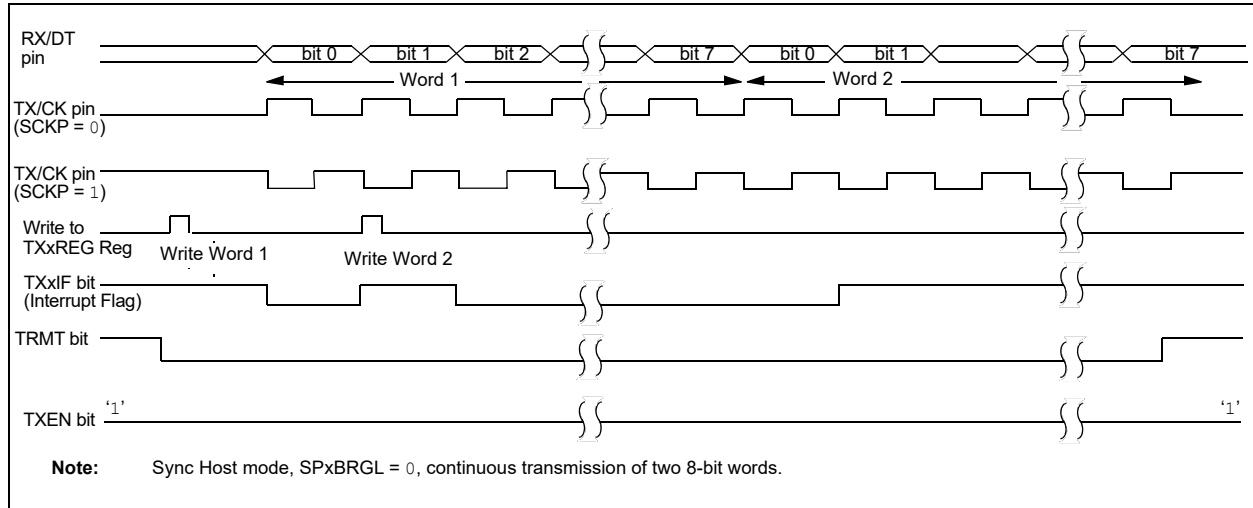 RX/DT
pin
bit 0 bit 1 bit 2 bit 7 bit 0 bit 1 bit 7
Word 1 Word 2
TX/CK pin
(SCKP = 0)
TX/CK pin
(SCKP = 1)
Write to
TXxREG Reg
Write Word 1 Write Word 2
TXxIF bit
(Interrupt Flag)
TRMT bit
‘1’ ‘1’
TXEN bit
Note: Sync Host mode, SPxBRGL = 0, continuous transmission of two 8-bit words.